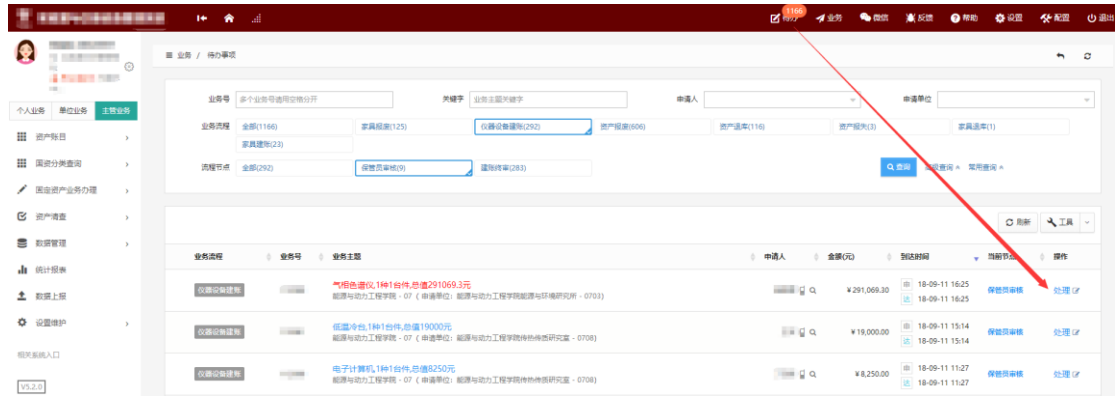 1166
待办 业务 微信 反馈 帮助 设置 配置 退出
业务 / 待办事项
个人业务 单位业务 主管业务
资产账目
国资分类查询
固定资产业务办理
资产清查
数据管理
统计报表
数据上报
设置维护
相关系统入口
V5.2.0
业务号 多个业务号请用空格分开 关键字 业务主题关键字 申请人 申请单位
业务流程 全部(1166) 家具报废(125) 仪器设备建账(292) 资产报废(606) 资产退库(116) 资产报失(3) 家具退库(1)
家具建账(23)
流程节点 全部(292) 保管员审核(9) 建账终审(283) 查询 高级查询 常用查询
刷新 工具
业务流程 业务号 业务主题 申请人 金额(元) 到达时间 当前节点 操作
仪器设备建账 气相色谱仪,1种1台件,总值291069.3元 ¥291,069.30 申 18-09-11 16:25 保管员审核 处理
能源与动力工程学院 - 07 ( 申请单位: 能源与动力工程学院能源与环境研究所 - 0703) 达 18-09-11 16:25
仪器设备建账 低温冷台,1种1台件,总值19000元 ¥19,000.00 申 18-09-11 15:14 保管员审核 处理
能源与动力工程学院 - 07 ( 申请单位: 能源与动力工程学院传热传质研究室 - 0708) 达 18-09-11 15:14
仪器设备建账 电子计算机,1种1台件,总值8250元 ¥8,250.00 申 18-09-11 11:27 保管员审核 处理
能源与动力工程学院 - 07 ( 申请单位: 能源与动力工程学院传热传质研究室 - 0708) 达 18-09-11 11:27